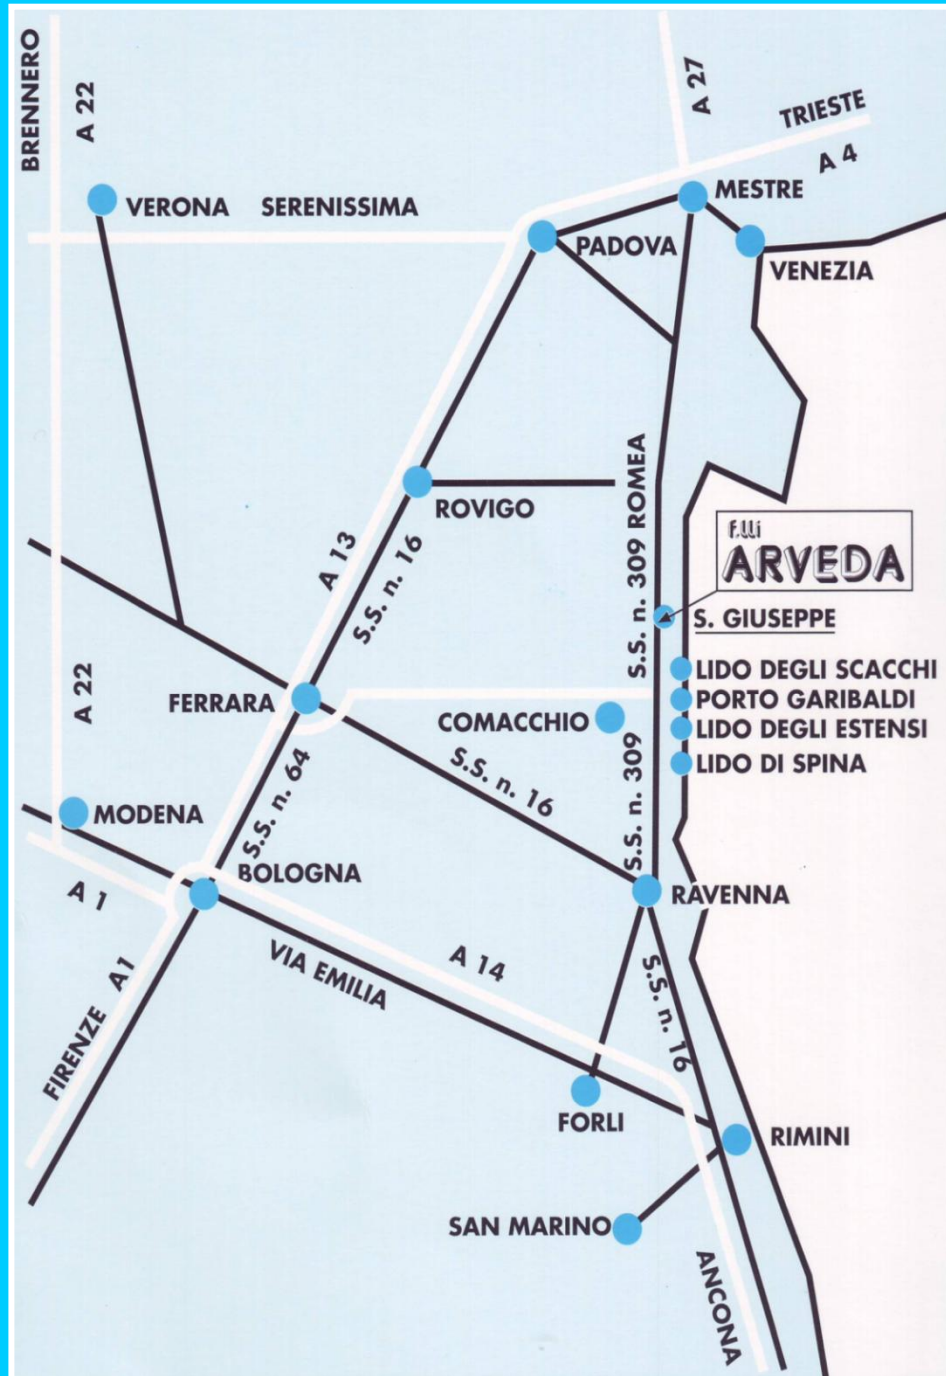 BRENNERO
A 22
A 27
TRIESTE
A 4
MESTRE
VERONA SERENISSIMA
PADOVA
VENEZIA
ROVIGO
S.S. n. 309 ROMEA
A 13
S.S. n. 16
F.lli
ARVEDA
S. GIUSEPPE
LIDO DEGLI SCACCHI
PORTO GARIBALDI
LIDO DEGLI ESTENSI
LIDO DI SPINA
A 22
FERRARA
COMACCHIO
S.S. n. 16
S.S. n. 309
S.S. n. 64
MODENA
BOLOGNA
A 1
RAVENNA
VIA EMILIA
A 14
S.S. n. 16
FIRENZE A1
FORLI
RIMINI
SAN MARINO
ANCONA